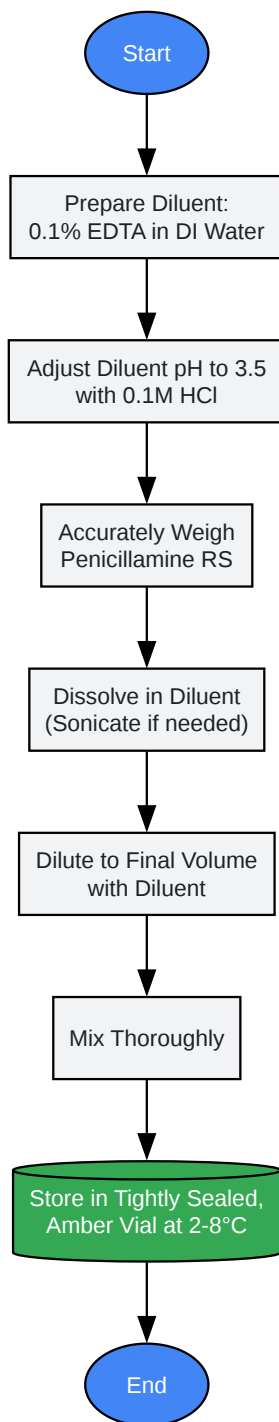 Start
Prepare Diluent:
0.1% EDTA in DI Water
Adjust Diluent pH to 3.5
with 0.1M HCl
Accurately Weigh
Penicillamine RS
Dissolve in Diluent
(Sonicate if needed)
Dilute to Final Volume
with Diluent
Mix Thoroughly
Store in Tightly Sealed,
Amber Vial at 2-8°C
End